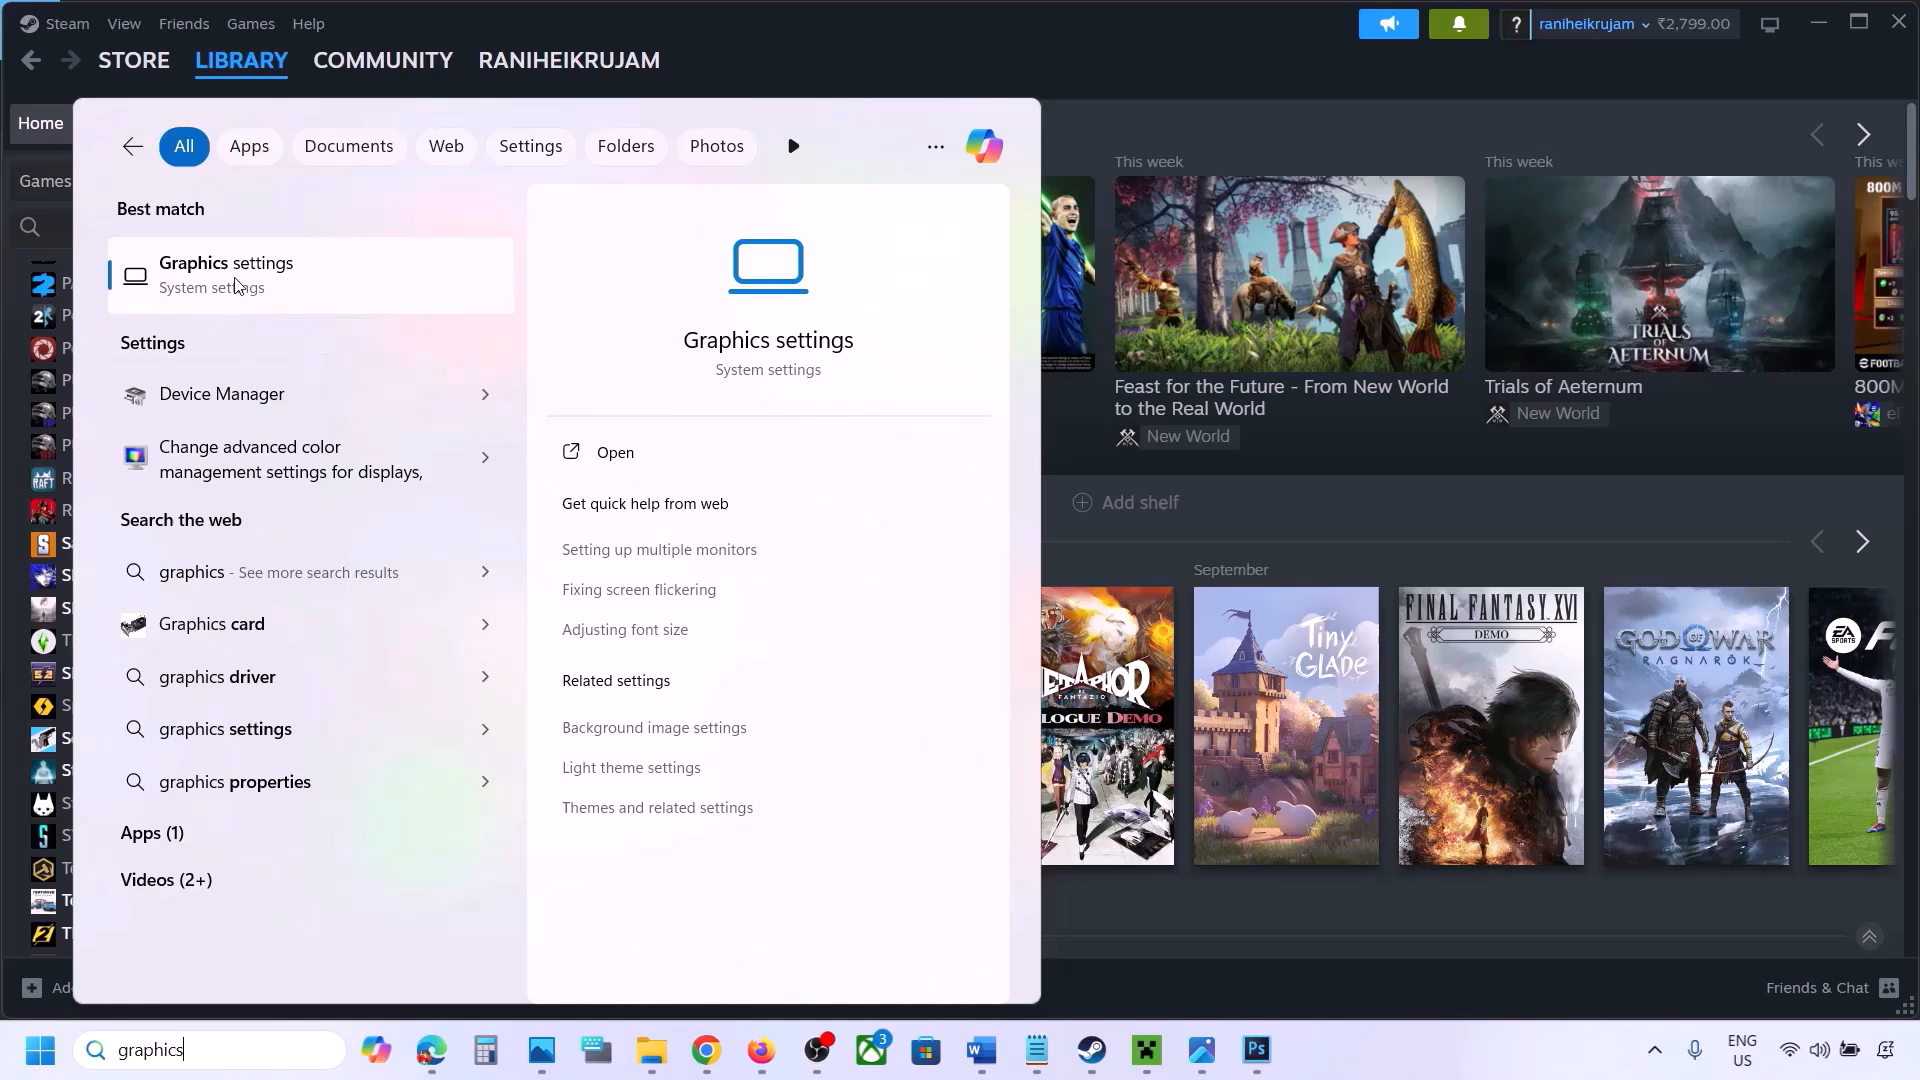 Steam View Friends Games Help
? raniheikrujam ₹2,799.00
STORE LIBRARY COMMUNITY RANIHEIKRUJAM
Home
Games
All Apps Documents Web Settings Folders Photos
Best match
Graphics settings
System settings
Settings
Device Manager
Change advanced color
management settings for displays,
Search the web
graphics - See more search results
Graphics card
graphics driver
graphics settings
graphics properties
Apps (1)
Videos (2+)
Graphics settings
System settings
Open
Get quick help from web
Setting up multiple monitors
Fixing screen flickering
Adjusting font size
Related settings
Background image settings
Light theme settings
Themes and related settings
This week
This week
TRIALS
OF
AETERNUM
800M
Feast for the Future - From New World
to the Real World
New World
Trials of Aeternum
New World
Add shelf
September
DEMO
Tiny
GLADE
FINAL FANTASY XVI
DEMO
GOD OF WAR
RAGNARÖK
EA
SPORTS
Friends & Chat
graphics
3
W
Ps
ENG
US